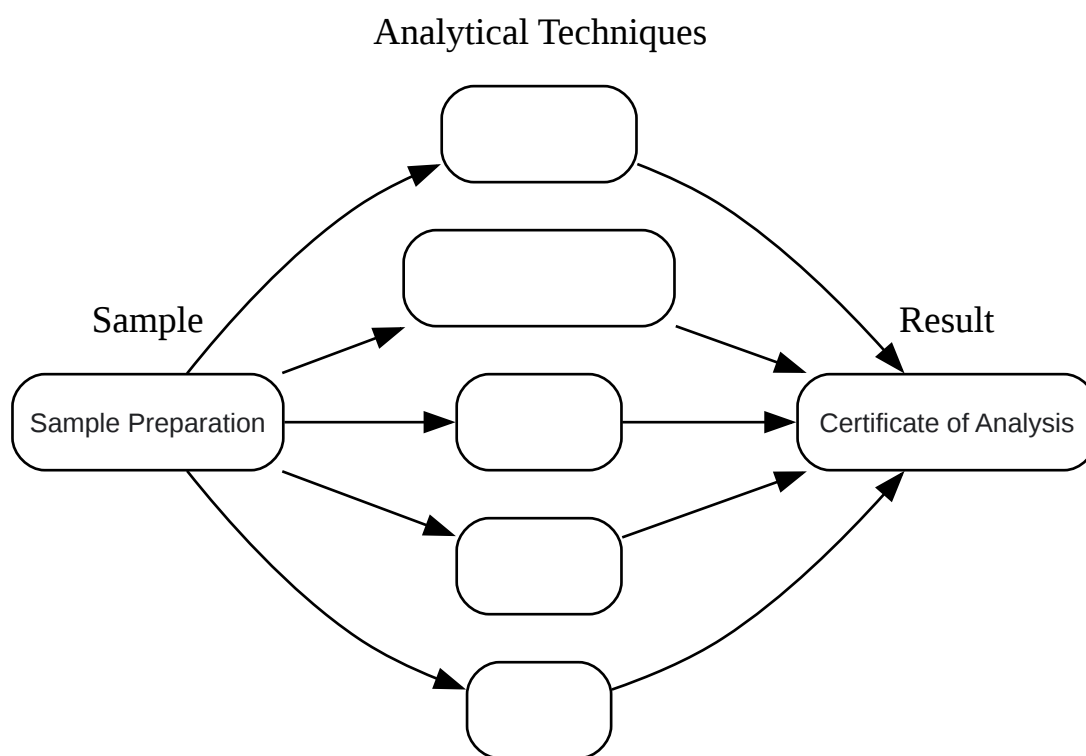 Analytical Techniques
Sample
Result
Sample Preparation
Certificate of Analysis